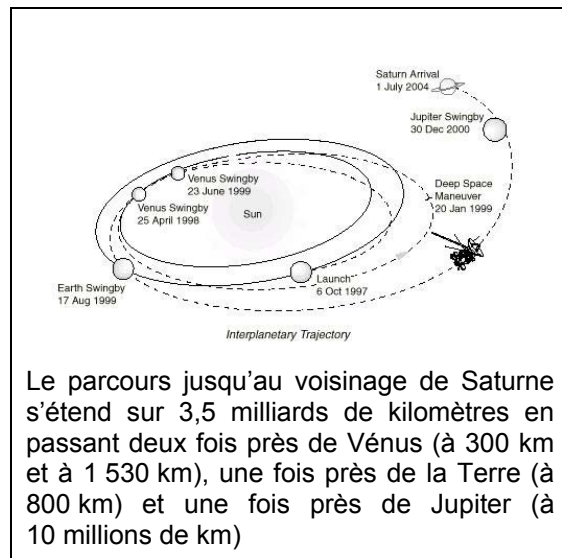 Saturn Arrival
1 July 2004
Jupiter Swingby
30 Dec 2000
Venus Swingby
23 June 1999
Deep Space
Maneuver
20 Jan 1999
Venus Swingby
25 April 1998
Sun
Earth Swingby
17 Aug 1999
Launch
6 Oct 1997
Interplanetary Trajectory
Le parcours jusqu'au voisinage de Saturne
s'étend sur 3,5 milliards de kilomètres en
passant deux fois près de Vénus (à 300 km
et à 1 530 km), une fois près de la Terre (à
800 km) et une fois près de Jupiter (à
10 millions de km)